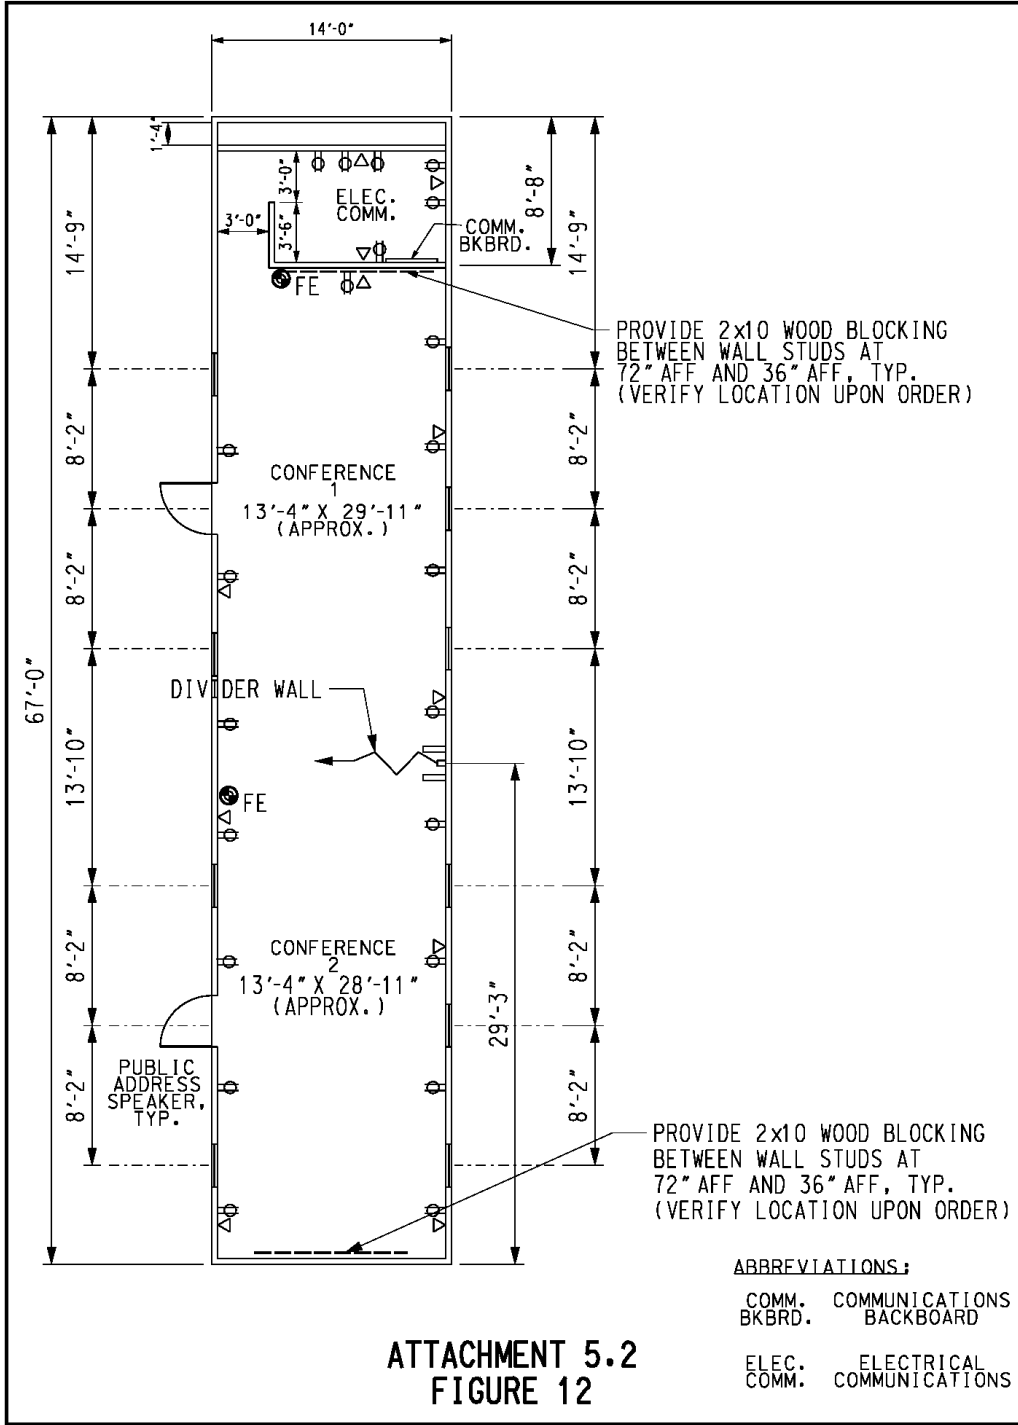 14'-0"
1'-4"
3'-0"
ELEC.
COMM.
8'-8"
3'-0"
3'-6"
COMM.
BKBRD.
14'-9"
14'-9"
FE
PROVIDE 2x10 WOOD BLOCKING
BETWEEN WALL STUDS AT
72" AFF AND 36" AFF, TYP.
(VERIFY LOCATION UPON ORDER)
8'-2"
8'-2"
CONFERENCE
1
13'-4" X 29'-11"
(APPROX.)
8'-2"
8'-2"
67'-0"
DIVIDER WALL
13'-10"
13'-10"
FE
8'-2"
8'-2"
CONFERENCE
2
13'-4" X 28'-11"
(APPROX.)
29'-3"
PUBLIC
ADDRESS
SPEAKER,
TYP.
8'-2"
8'-2"
PROVIDE 2x10 WOOD BLOCKING
BETWEEN WALL STUDS AT
72" AFF AND 36" AFF, TYP.
(VERIFY LOCATION UPON ORDER)
ABBREVIATIONS:
COMM. COMMUNICATIONS
BKBRD. BACKBOARD
ELEC. ELECTRICAL
COMM. COMMUNICATIONS
ATTACHMENT 5.2
FIGURE 12